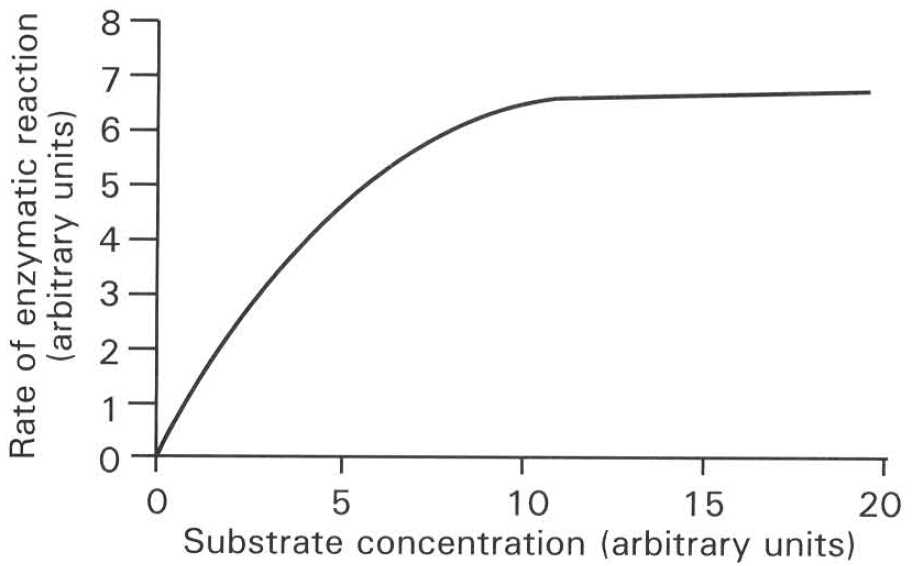 Rate of enzymatic reaction
(arbitrary units)
8
7
6
5
4
3
2
1
0
0 5 10 15 20
Substrate concentration (arbitrary units)